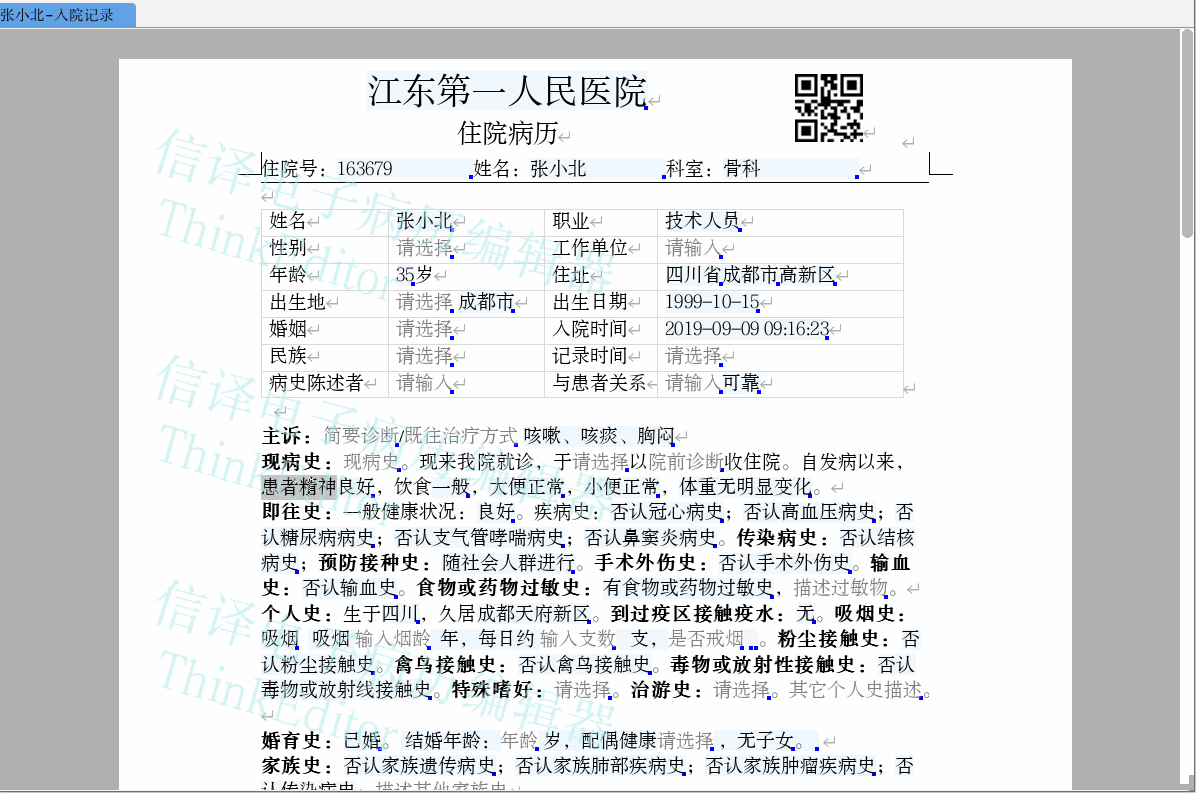 张小北-入院记录
江东第一人民医院
住院病历
住院号：163679 姓名：张小北 科室：骨科
姓名 张小北 职业 技术人员
性别 请选择 工作单位 请输入
年龄 35岁 住址 四川省成都市高新区
出生地 请选择 成都市 出生日期 1999-10-15
婚姻 请选择 入院时间 2019-09-09 09:16:23
民族 请选择 记录时间 请选择
病史陈述者 请输入 与患者关系 请输入可靠
主诉：简要诊断/既往治疗方式 咳嗽、咳痰、胸闷
现病史：现病史。现来我院就诊，于请选择以院前诊断收住院。自发病以来，
患者精神良好，饮食一般，大便正常，小便正常，体重无明显变化。
即往史：一般健康状况：良好。疾病史：否认冠心病史；否认高血压病史；否
认糖尿病病史；否认支气管哮喘病史；否认鼻窦炎病史。传染病史：否认结核
病史；预防接种史：随社会人群进行。手术外伤史：否认手术外伤史。输血
史：否认输血史。食物或药物过敏史：有食物或药物过敏史，描述过敏物。
个人史：生于四川，久居成都天府新区。到过疫区接触疫水：无。吸烟史：
吸烟 吸烟 输入烟龄 年，每日约 输入支数 支，是否戒烟 。粉尘接触史：否
认粉尘接触史。禽鸟接触史：否认禽鸟接触史。毒物或放射性接触史：否认
毒物或放射线接触史。特殊嗜好：请选择。治游史：请选择。其它个人史描述。
婚育史：已婚。 结婚年龄：年龄 岁，配偶健康请选择 ，无子女。
家族史：否认家族遗传病史；否认家族肺部疾病史；否认家族肿瘤疾病史；否
认传染病史；描述其他家族史
信译电子病历编辑器
ThinkEditor
信译电子病历编辑器
ThinkEditor
信译电子病历编辑器
ThinkEditor